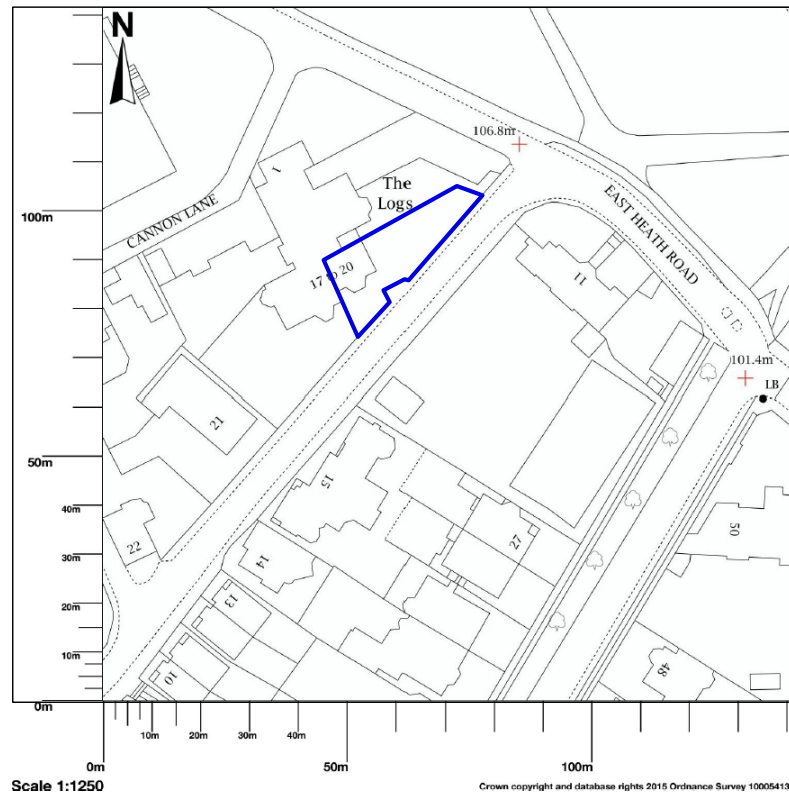 N
106.8m
The
Logs
1
CANNON LANE
100m
EAST HEATH ROAD
17 to 20
11
101.4m
LB
21
50m
15
40m
27
50
22
30m
14
13
20m
10m
10
48
0m
10m
20m
30m
40m
0m
50m
100m
Scale 1:1250
Crown copyright and database rights 2015 Ordnance Survey 10005413